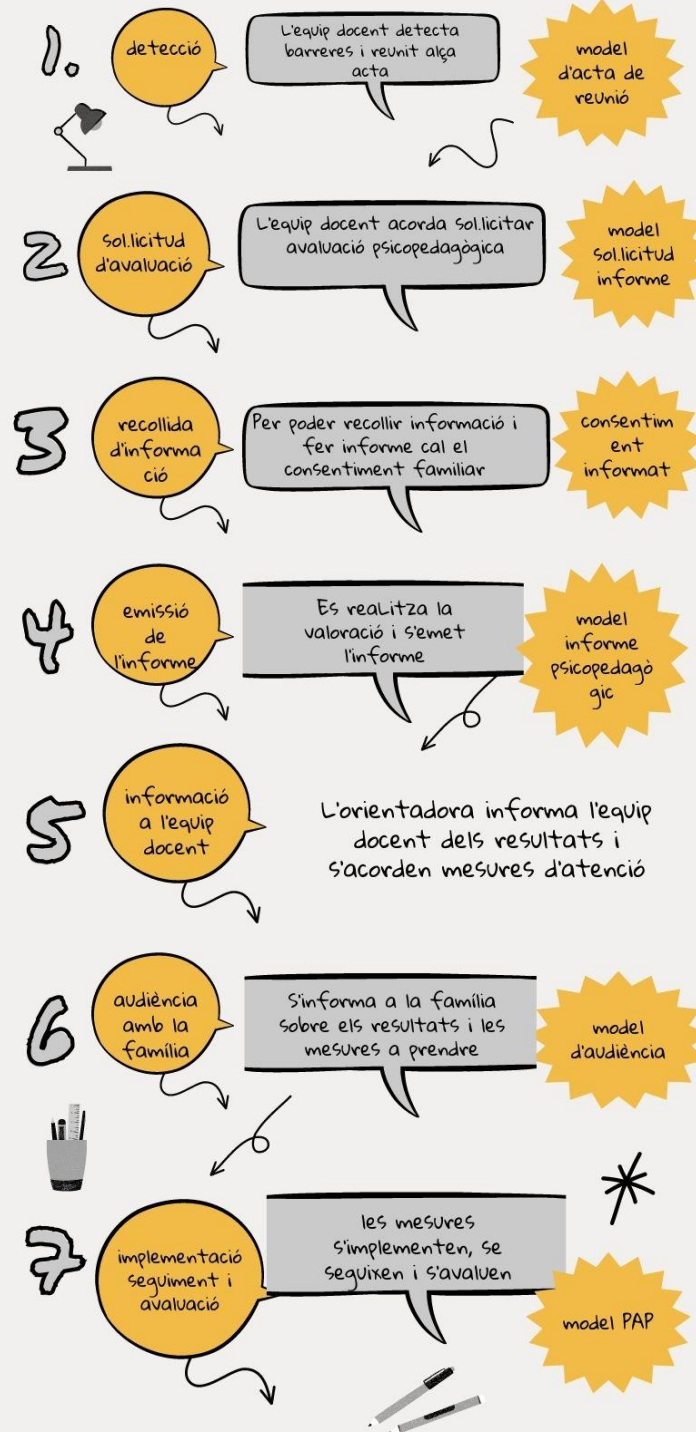 1.
detecció
L'equip docent detecta
barreres i reunit alça
acta
model
d'acta de
reunió
2
sol.licitud
d'avaluació
L'equip docent acorda sol.licitar
avaluació psicopedagògica
model
sol.licitud
informe
3
recollida
d'informa
ció
Per poder recollir informació i
fer informe cal el
consentiment familiar
consentim
ent
informat
4
emissió
de
l'informe
Es realitza la
valoració i s'emet
l'informe
model
informe
psicopedagò
gic
5
informació
a l'equip
docent
L'orientadora informa l'equip
docent dels resultats i
s'acorden mesures d'atenció
6
audiència
amb la
família
S'informa a la família
sobre els resultats i les
mesures a prendre
model
d'audiència
7
implementació
seguiment i
avaluació
les mesures
s'implementen, se
seguixen i s'avaluen
model PAP